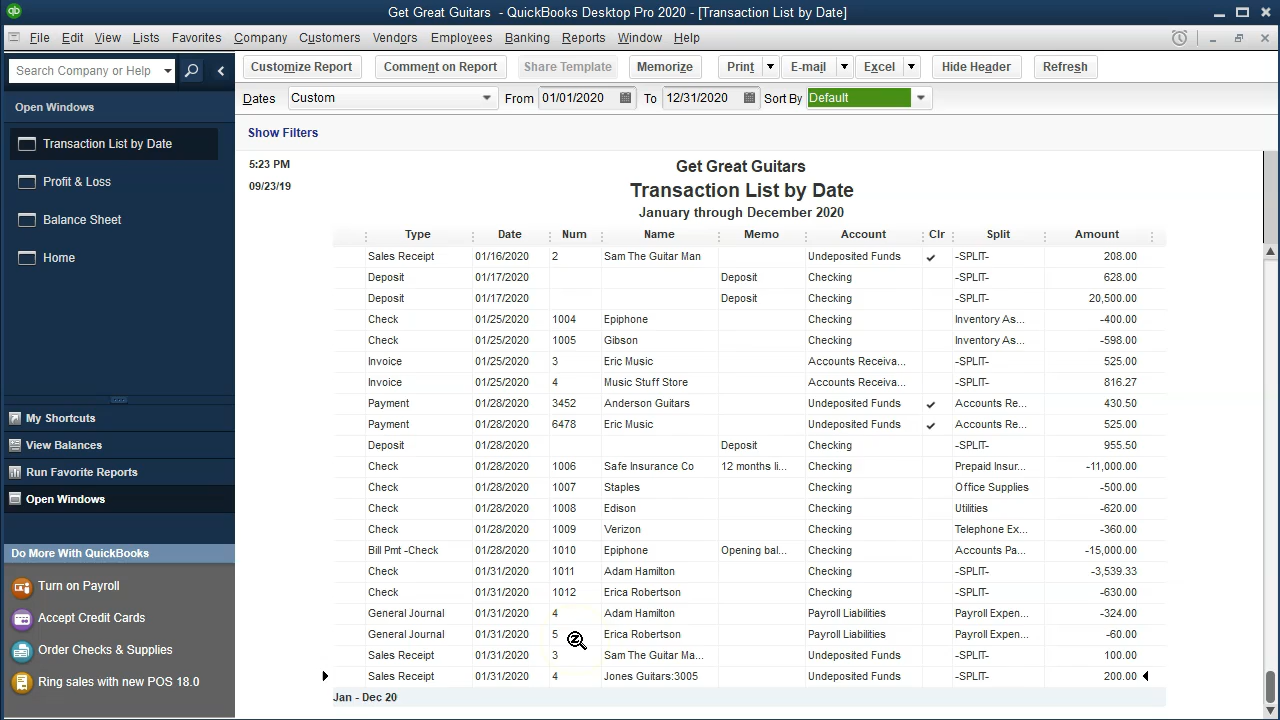 Get Great Guitars - QuickBooks Desktop Pro 2020 - [Transaction List by Date]
File Edit View Lists Favorites Company Customers Vendors Employees Banking Reports Window Help
Search Company or Help
Customize Report Comment on Report Share Template Memorize Print E-mail Excel Hide Header Refresh
Dates Custom From 01/01/2020 To 12/31/2020 Sort By Default
Show Filters
Open Windows
Transaction List by Date
Profit & Loss
Balance Sheet
Home
My Shortcuts
View Balances
Run Favorite Reports
Open Windows
Do More With QuickBooks
Turn on Payroll
Accept Credit Cards
Order Checks & Supplies
Ring sales with new POS 18.0
5:23 PM
09/23/19
Get Great Guitars
Transaction List by Date
January through December 2020
Type Date Num Name Memo Account Clr Split Amount
Sales Receipt 01/16/2020 2 Sam The Guitar Man Undeposited Funds ✓ -SPLIT- 208.00
Deposit 01/17/2020 Deposit Checking -SPLIT- 628.00
Deposit 01/17/2020 Deposit Checking -SPLIT- 20,500.00
Check 01/25/2020 1004 Epiphone Checking Inventory As... -400.00
Check 01/25/2020 1005 Gibson Checking Inventory As... -598.00
Invoice 01/25/2020 3 Eric Music Accounts Receiva... -SPLIT- 525.00
Invoice 01/25/2020 4 Music Stuff Store Accounts Receiva... -SPLIT- 816.27
Payment 01/28/2020 3452 Anderson Guitars Undeposited Funds ✓ Accounts Re... 430.50
Payment 01/28/2020 6478 Eric Music Undeposited Funds ✓ Accounts Re... 525.00
Deposit 01/28/2020 Deposit Checking -SPLIT- 955.50
Check 01/28/2020 1006 Safe Insurance Co 12 months li... Checking Prepaid Insur... -11,000.00
Check 01/28/2020 1007 Staples Checking Office Supplies -500.00
Check 01/28/2020 1008 Edison Checking Utilities -620.00
Check 01/28/2020 1009 Verizon Checking Telephone Ex... -360.00
Bill Pmt -Check 01/28/2020 1010 Epiphone Opening bal... Checking Accounts Pa... -15,000.00
Check 01/31/2020 1011 Adam Hamilton Checking -SPLIT- -3,539.33
Check 01/31/2020 1012 Erica Robertson Checking -SPLIT- -630.00
General Journal 01/31/2020 4 Adam Hamilton Payroll Liabilities Payroll Expen... -324.00
General Journal 01/31/2020 5 Erica Robertson Payroll Liabilities Payroll Expen... -60.00
Sales Receipt 01/31/2020 3 Sam The Guitar Ma... Undeposited Funds -SPLIT- 100.00
Sales Receipt 01/31/2020 4 Jones Guitars:3005 Undeposited Funds -SPLIT- 200.00
Jan - Dec 20